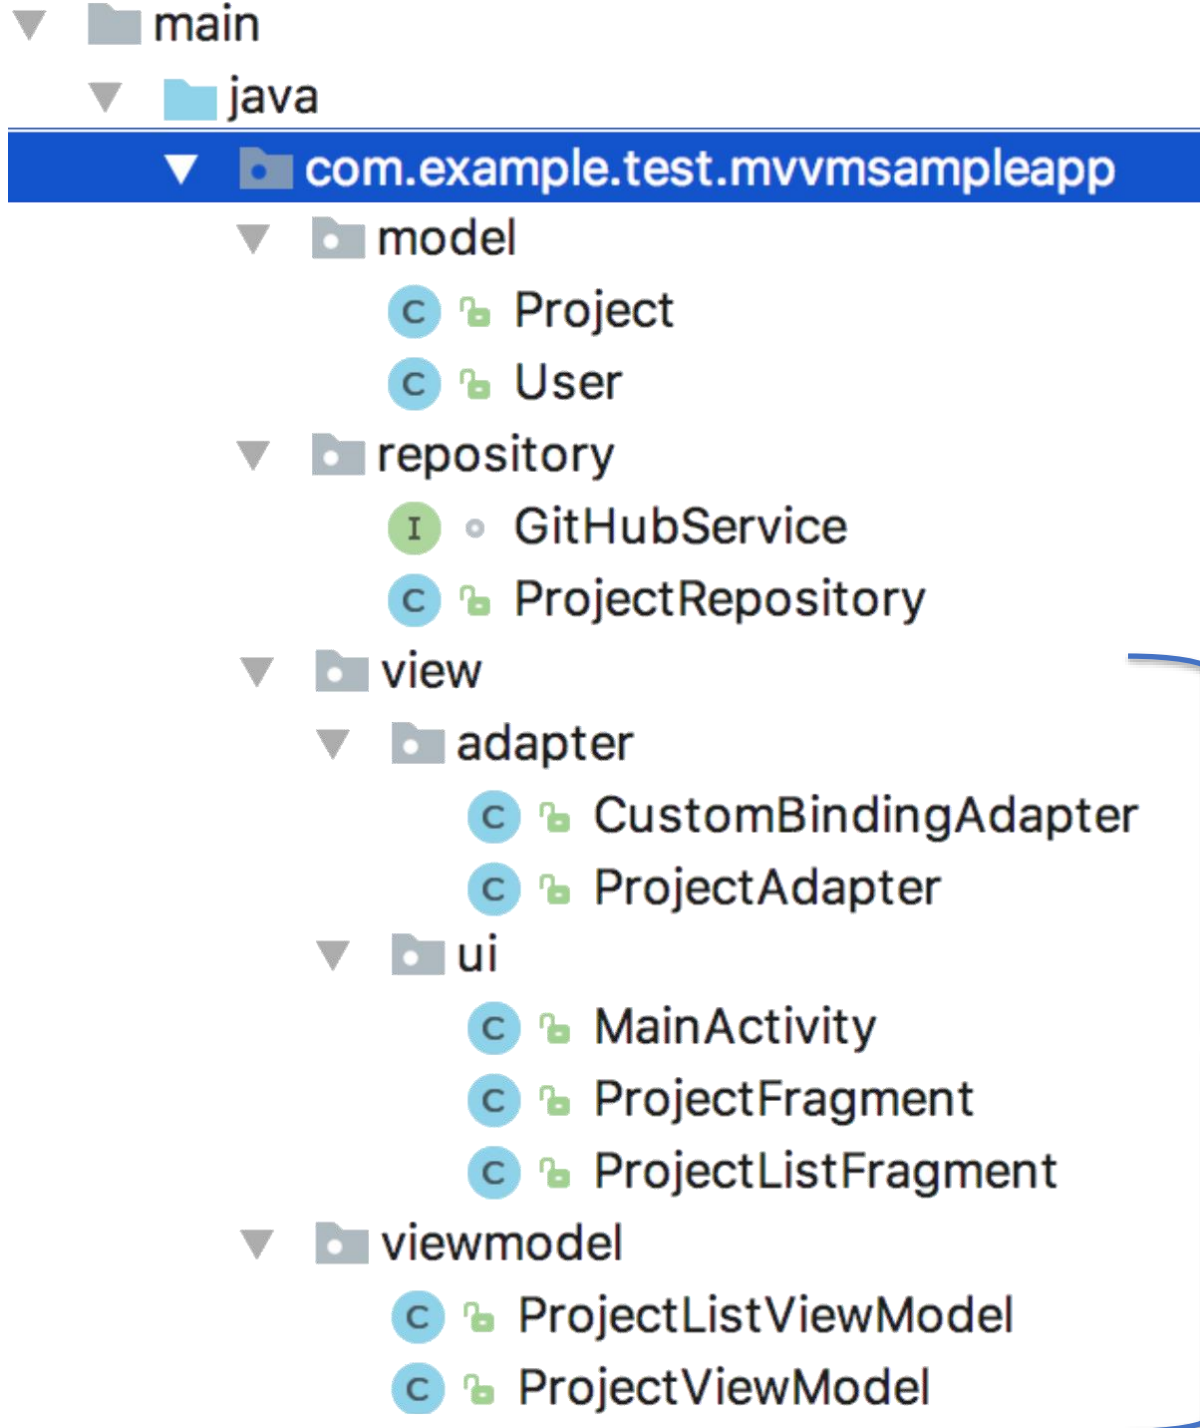 main
java
com.example.test.mvvmsampleapp
model
C Project
C User
repository
I GitHubService
C ProjectRepository
view
adapter
C CustomBindingAdapter
C ProjectAdapter
ui
C MainActivity
C ProjectFragment
C ProjectListFragment
viewmodel
C ProjectListViewModel
C ProjectViewModel